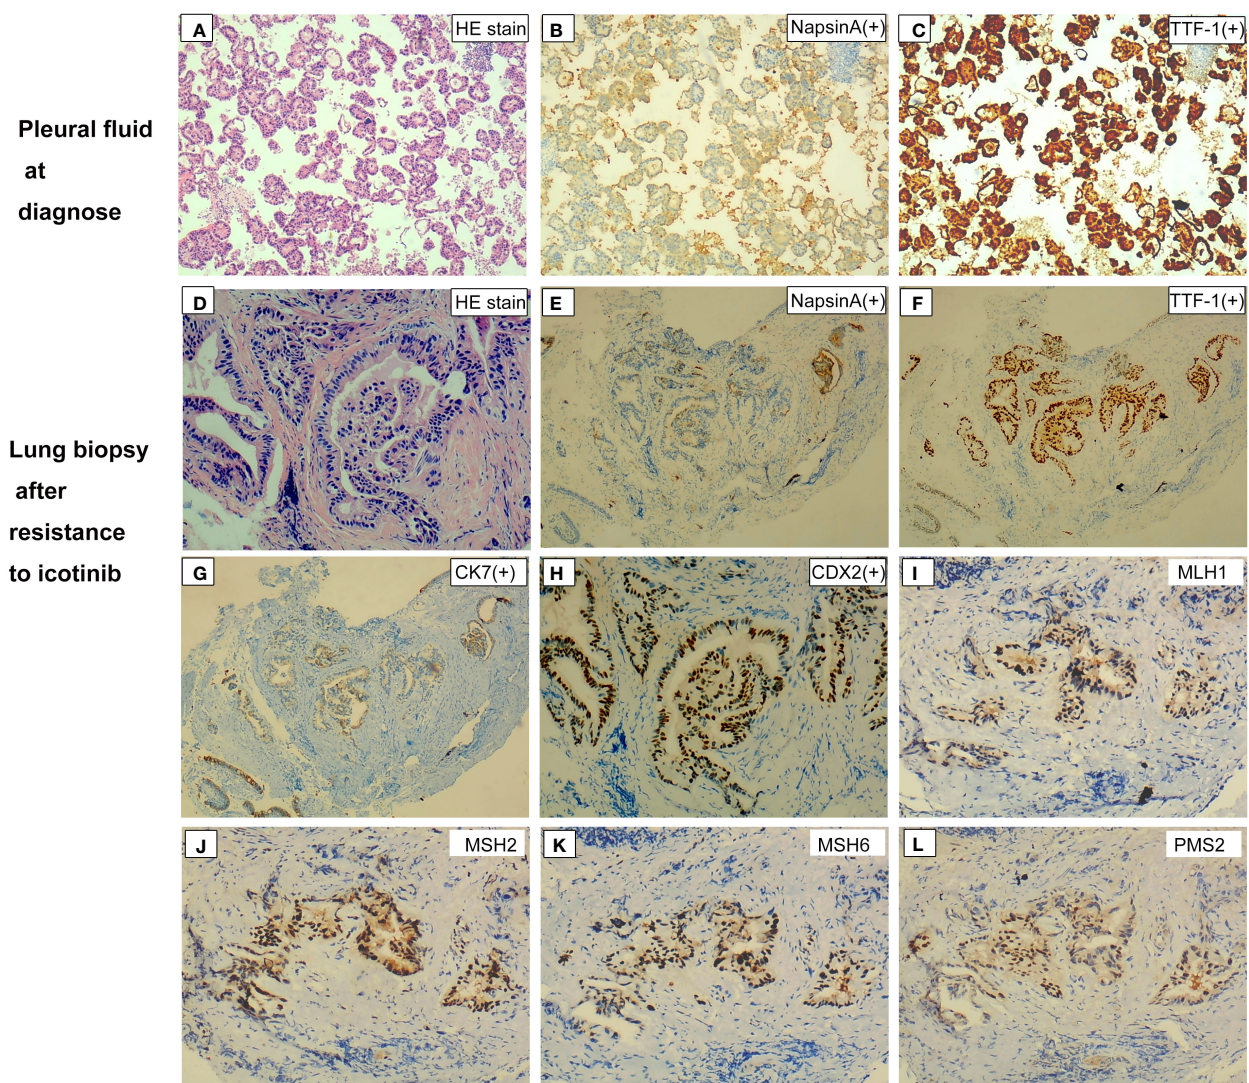 A HE stain
B NapsinA(+)
C TTF-1(+)
Pleural fluid
at
diagnose
D HE stain
E NapsinA(+)
F TTF-1(+)
Lung biopsy
after
resistance
to icotinib
G CK7(+)
H CDX2(+)
I MLH1
J MSH2
K MSH6
L PMS2